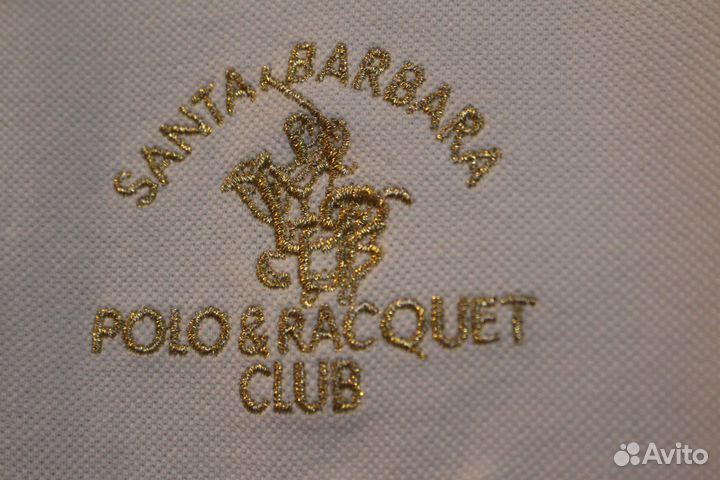 SANTA BARBARA
POLO & RACQUET
CLUB
Avito